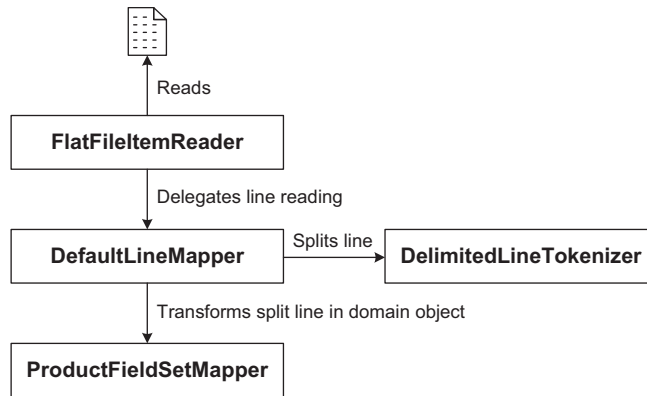 Reads
FlatFileItemReader
Delegates line reading
DefaultLineMapper
Splits line
DelimitedLineTokenizer
Transforms split line in domain object
ProductFieldSetMapper